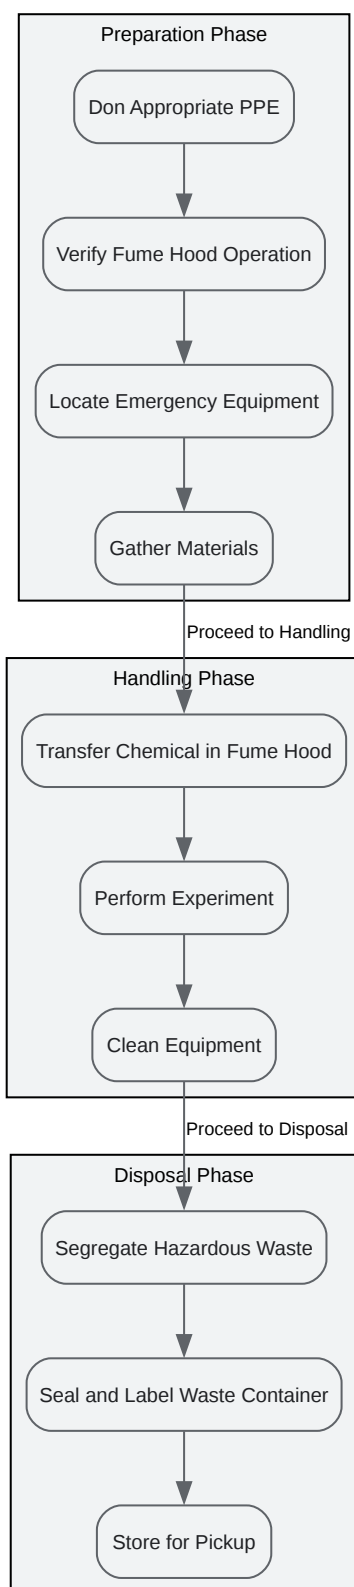 Preparation Phase
Don Appropriate PPE
Verify Fume Hood Operation
Locate Emergency Equipment
Gather Materials
Proceed to Handling
Handling Phase
Transfer Chemical in Fume Hood
Perform Experiment
Clean Equipment
Proceed to Disposal
Disposal Phase
Segregate Hazardous Waste
Seal and Label Waste Container
Store for Pickup